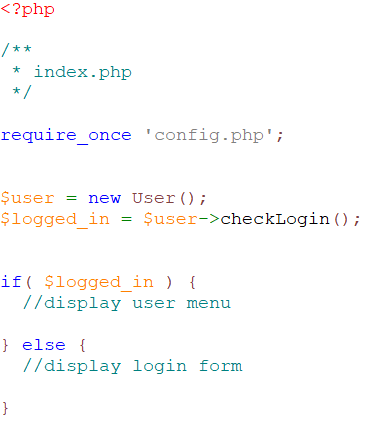 <?php
/**
 * index.php
 */
require_once 'config.php';
$user = new User();
$logged_in = $user->checkLogin();
if( $logged_in ) {
  //display user menu
} else {
  //display login form
}